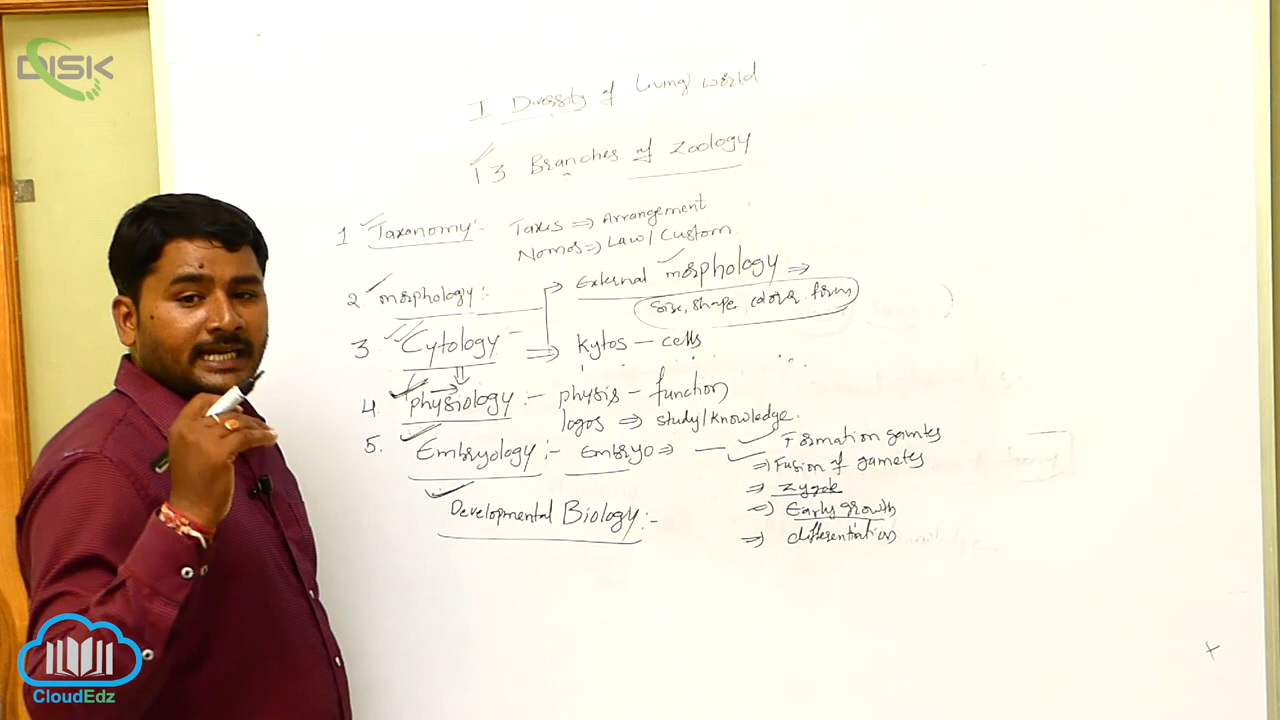 DISK
I Diversity of Living world
13 Branches of Zoology
1 Taxonomy:- Taxis ⇒ Arrangement
Nomos ⇒ Law / Custom.
2 morphology:- External morphology ⇒
Size, shape, colour, form
3 Cytology:- ⇒ Kytos - cells
4 physiology:- physis - function
logos ⇒ study/knowledge.
5. Embryology:- Embryo ⇒ Formation gametes
⇒ Fusion of gametes
⇒ Zygote
⇒ Early growth
⇒ differentiation
Developmental Biology:-
CloudEdz